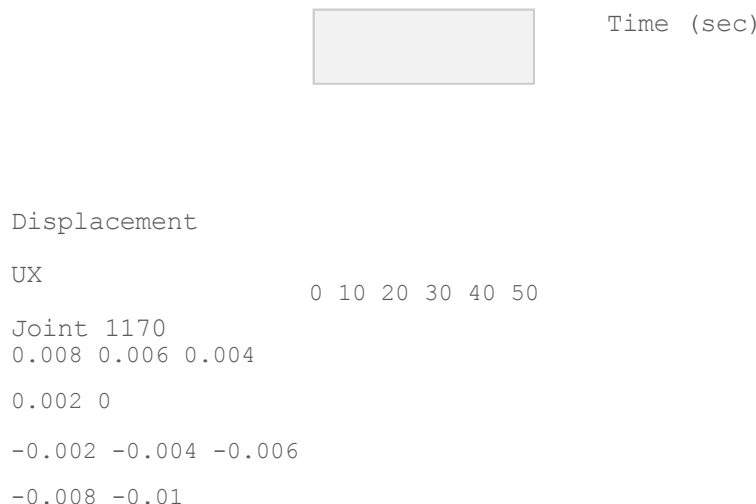 Time (sec)
Displacement
UX
0 10 20 30 40 50
Joint 1170
0.008 0.006 0.004
0.002 0
-0.002 -0.004 -0.006
-0.008 -0.01